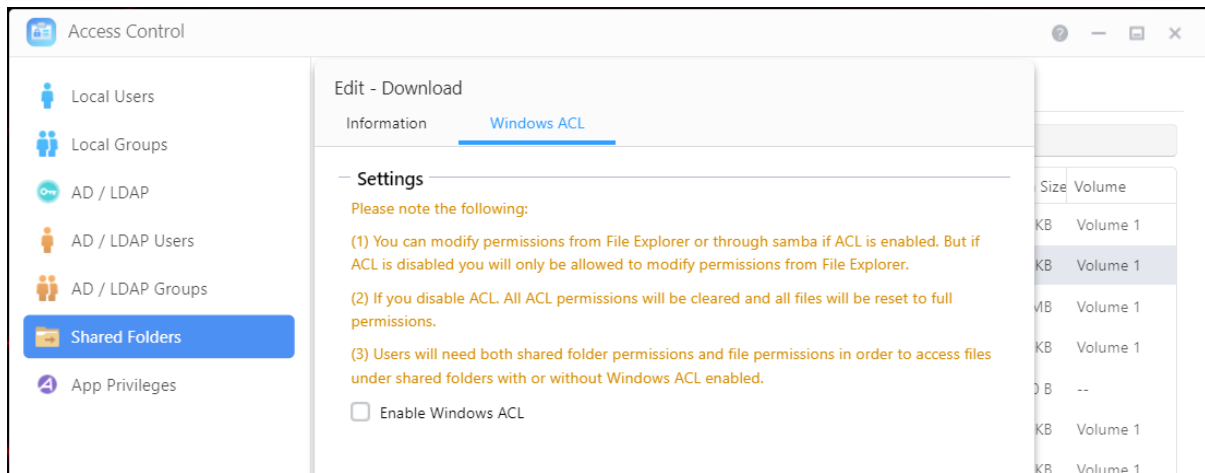 Access Control
Local Users
Local Groups
AD / LDAP
AD / LDAP Users
AD / LDAP Groups
Shared Folders
App Privileges
Edit - Download
Information Windows ACL
Settings
Please note the following:
(1) You can modify permissions from File Explorer or through samba if ACL is enabled. But if
ACL is disabled you will only be allowed to modify permissions from File Explorer.
(2) If you disable ACL. All ACL permissions will be cleared and all files will be reset to full
permissions.
(3) Users will need both shared folder permissions and file permissions in order to access files
under shared folders with or without Windows ACL enabled.
Enable Windows ACL
Size Volume
KB Volume 1
KB Volume 1
MB Volume 1
KB Volume 1
B --
KB Volume 1
KB Volume 1